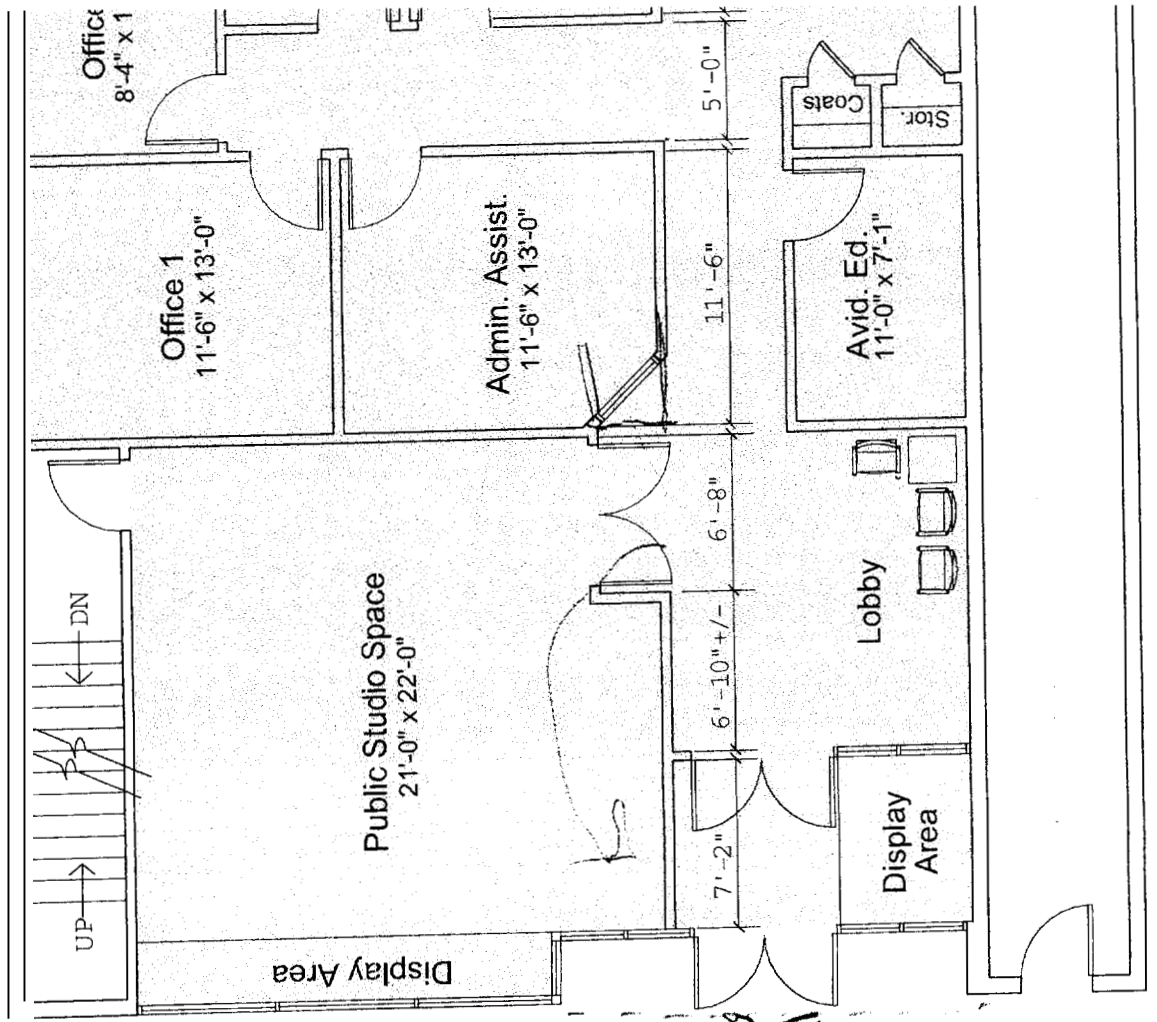 Office
8'-4" x 1
5'-0"
Coats
Stor.
Office 1
11'-6" x 13'-0"
Admin. Assist.
11'-6" x 13'-0"
11'-6"
Avid. Ed.
11'-0" x 7'-1"
DN
UP
Public Studio Space
21'-0" x 22'-0"
6'-8"
6'-10"+/-
Lobby
7'-2"
Display
Area
Display Area